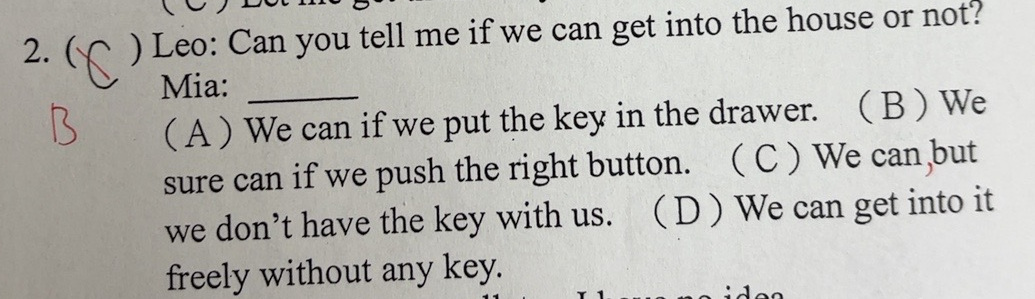 2. (C) Leo: Can you tell me if we can get into the house or not?
B Mia: ______
(A) We can if we put the key in the drawer. (B) We
sure can if we push the right button. (C) We can, but
we don't have the key with us. (D) We can get into it
freely without any key.
idea